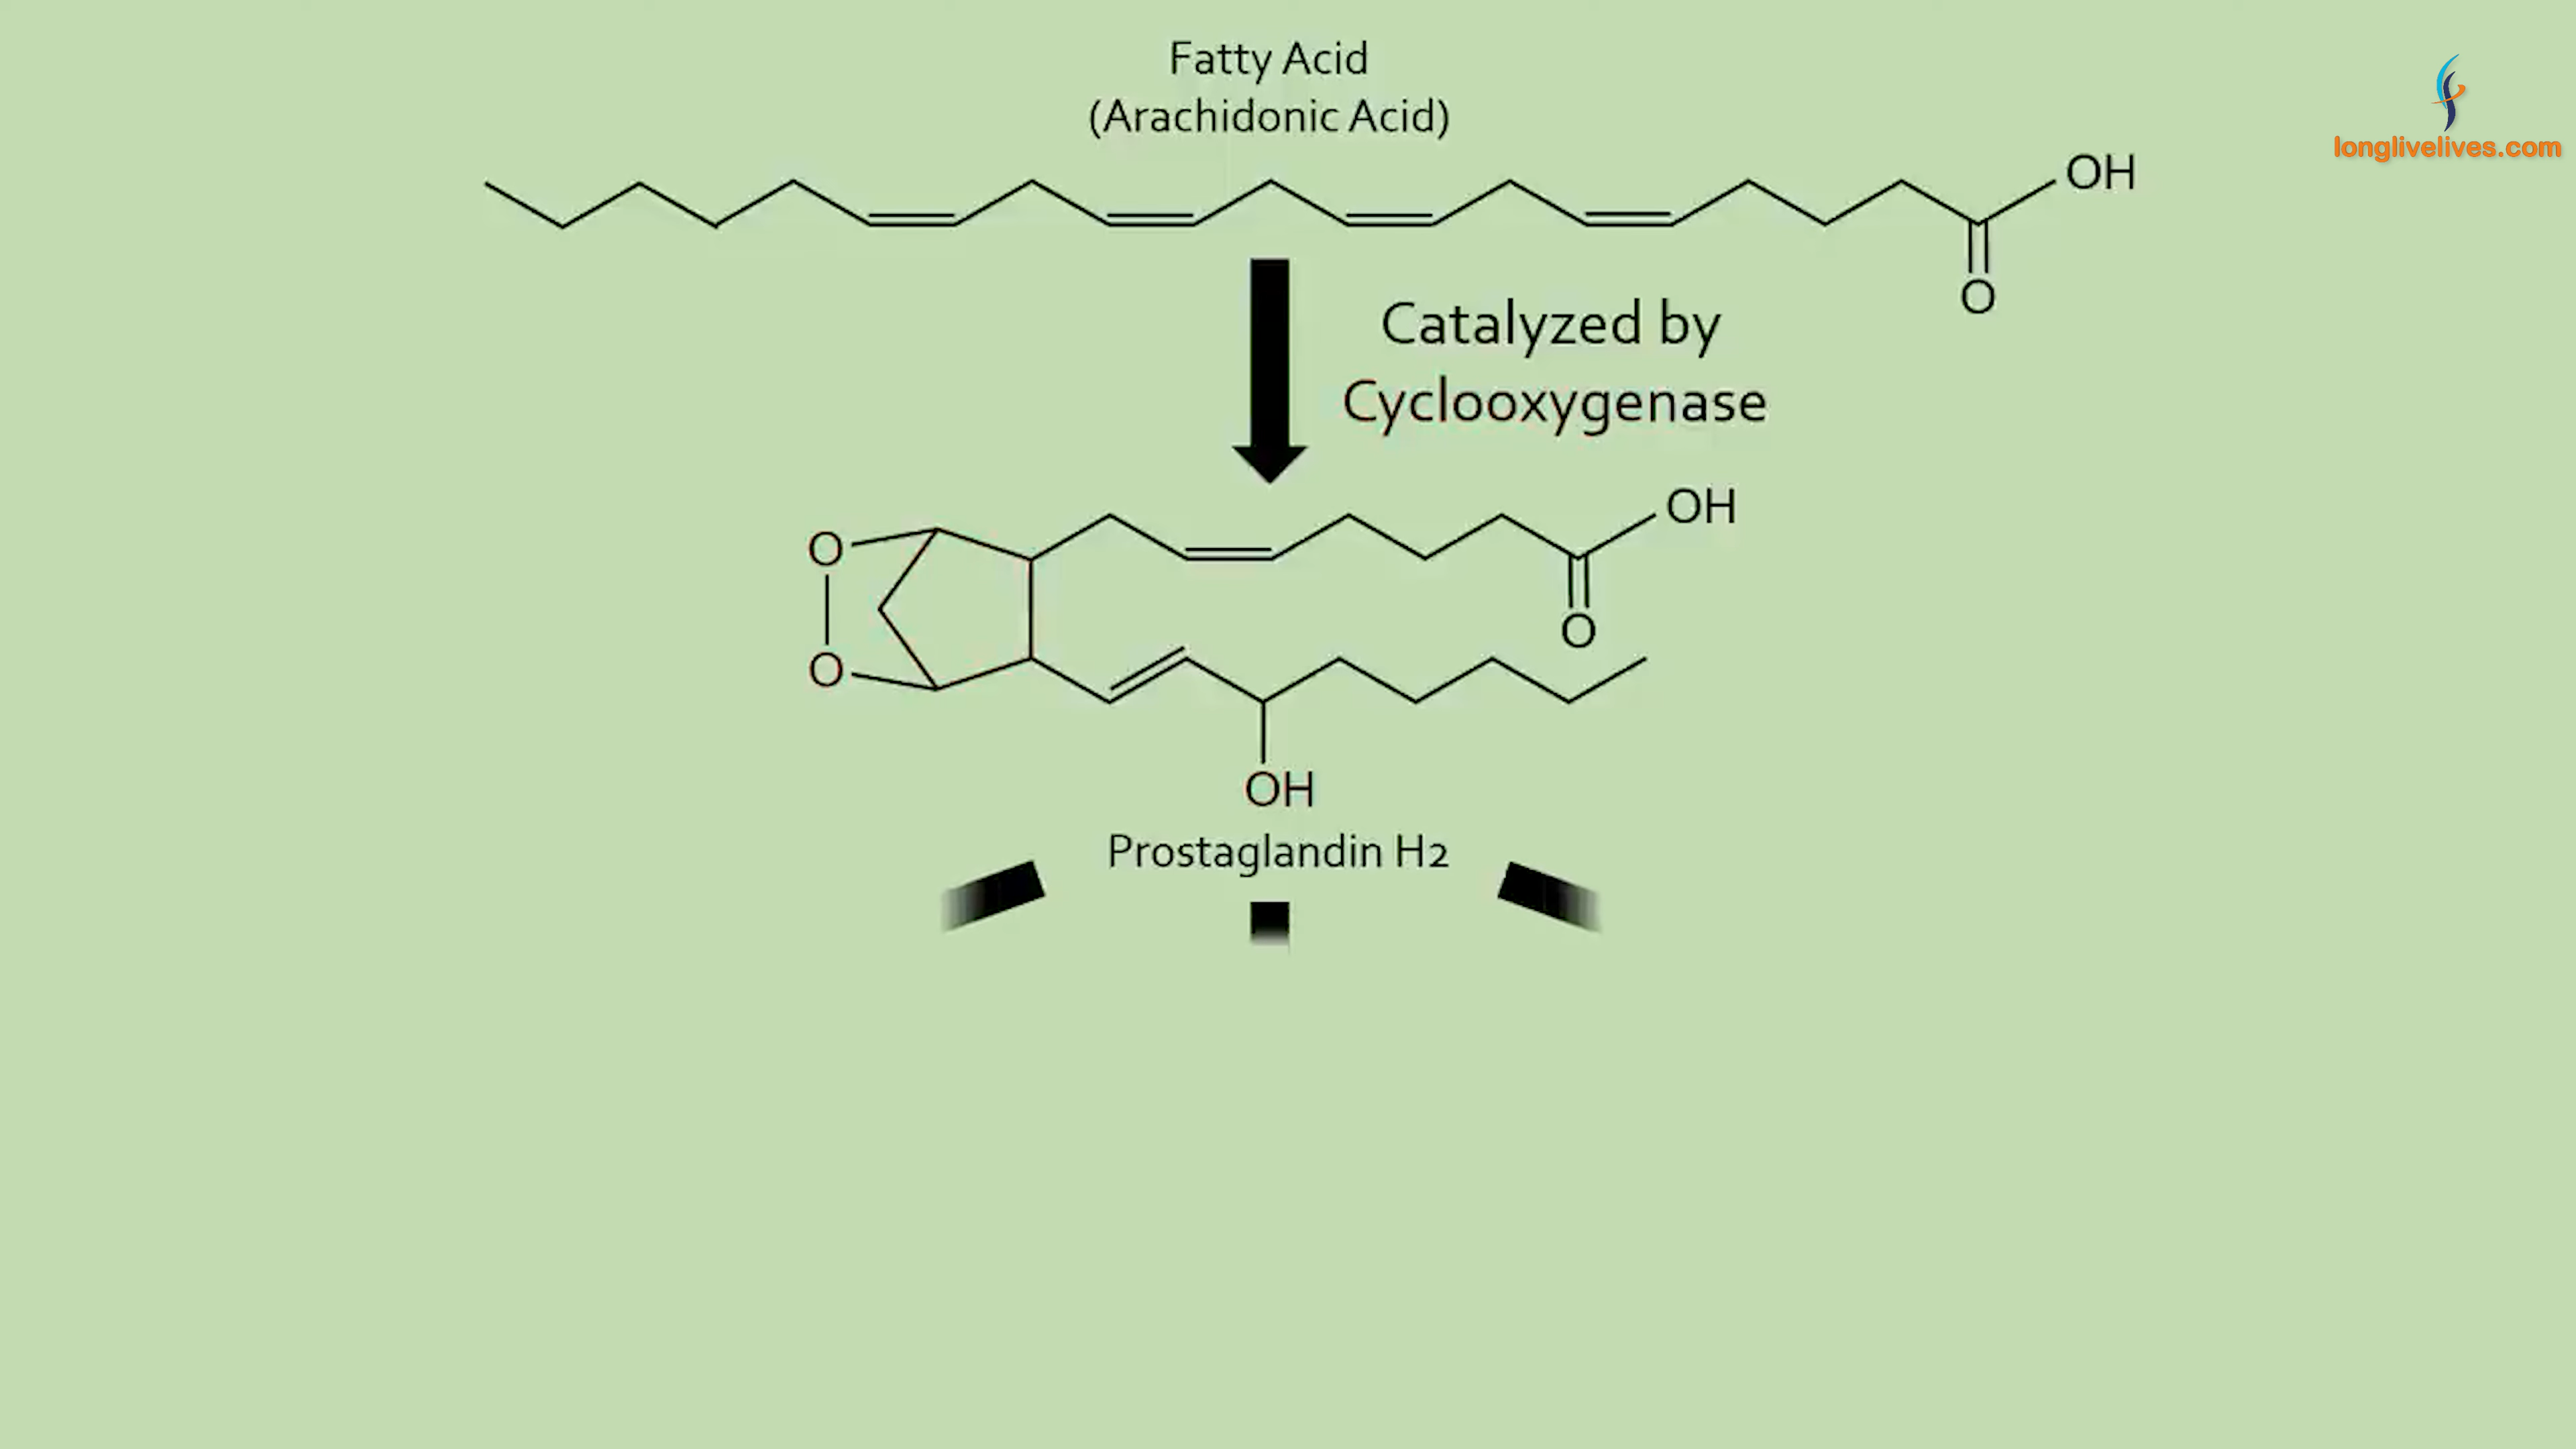 Fatty Acid
(Arachidonic Acid)
longlivelives.com
OH
O
Catalyzed by
Cyclooxygenase
OH
O
O
O
OH
Prostaglandin H2